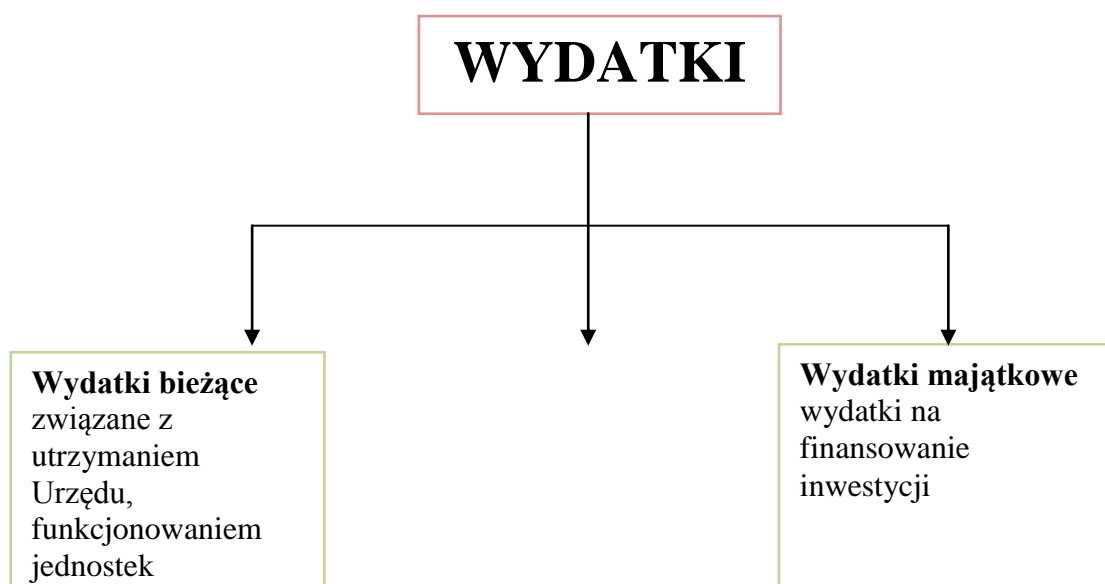 WYDATKI
Wydatki bieżące
związane z
utrzymaniem
Urzędu,
funkcjonowaniem
jednostek
Wydatki majątkowe
wydatki na
finansowanie
inwestycji